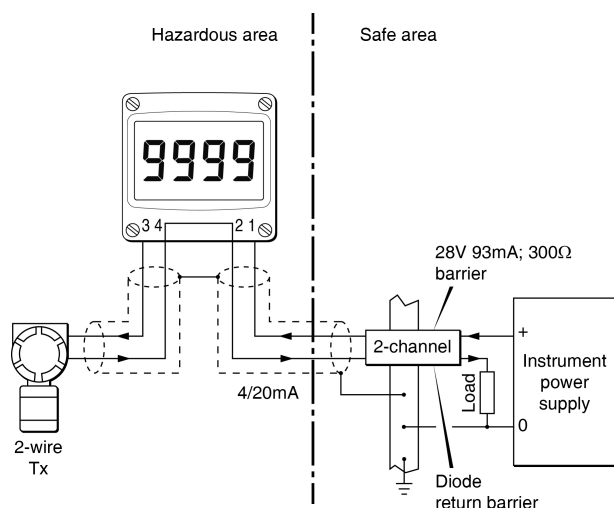 Hazardous area
Safe area
9999
3 4
2 1
28V 93mA; 300Ω
barrier
2-channel
+
Instrument
power
supply
Load
0
4/20mA
2-wire
Tx
Diode
return barrier